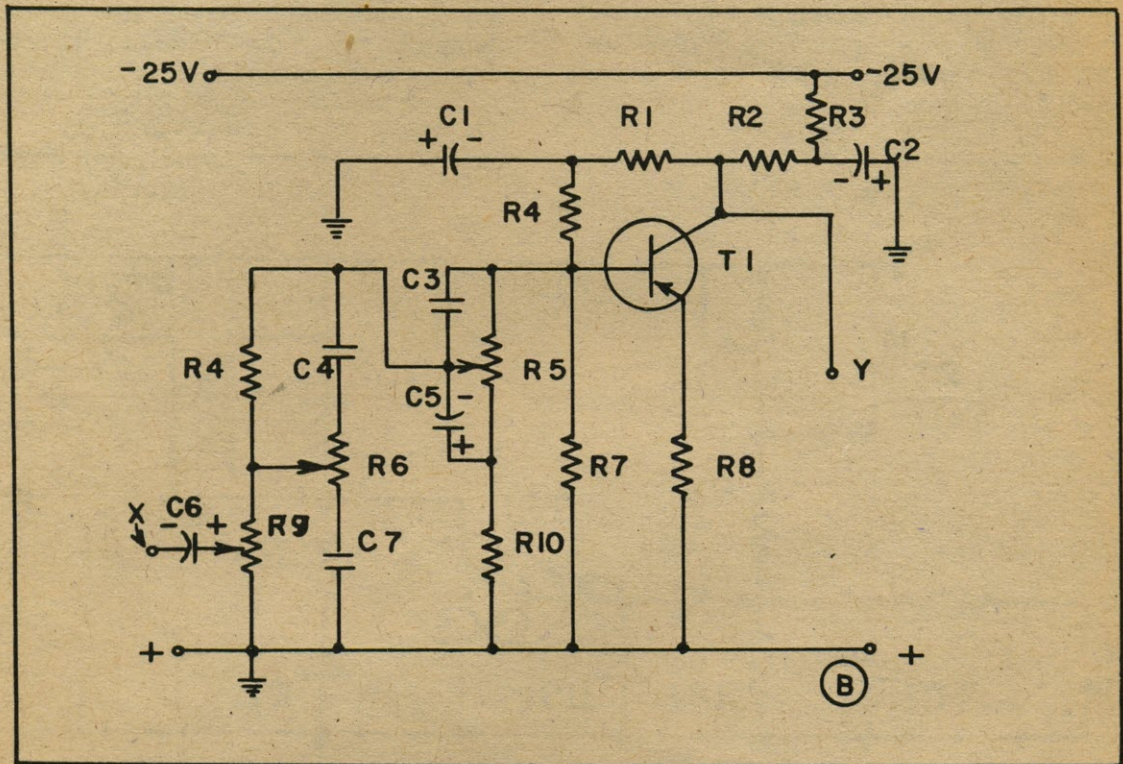 -25V -25V
C1 R1 R2 R3
+ - C2
- +
R4
T1
C3
R4 C4 R5 Y
C5 -
+
R6 R7 R8
X C6 R9
- +
C7 R10
+ +
B